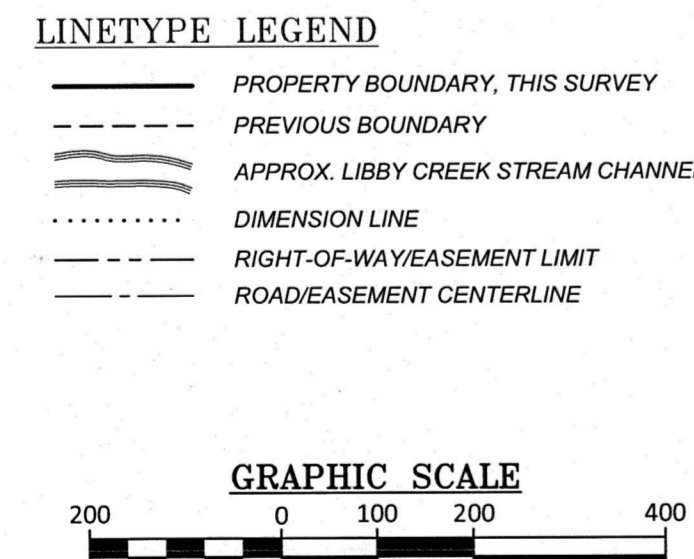 LINETYPE LEGEND
PROPERTY BOUNDARY, THIS SURVEY
PREVIOUS BOUNDARY
APPROX. LIBBY CREEK STREAM CHANNEL
DIMENSION LINE
RIGHT-OF-WAY/EASEMENT LIMIT
ROAD/EASEMENT CENTERLINE
GRAPHIC SCALE
200 0 100 200 400